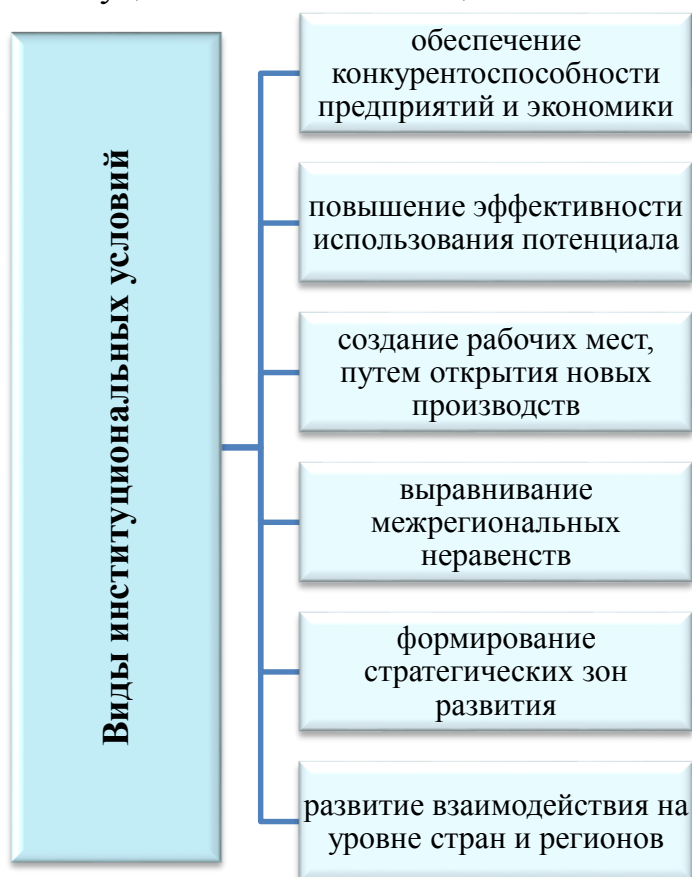 Виды институциональных условий
обеспечение
конкурентоспособности
предприятий и экономики
повышение эффективности
использования потенциала
создание рабочих мест,
путем открытия новых
производств
выравнивание
межрегиональных
неравенств
формирование
стратегических зон
развития
развитие взаимодействия на
уровне стран и регионов